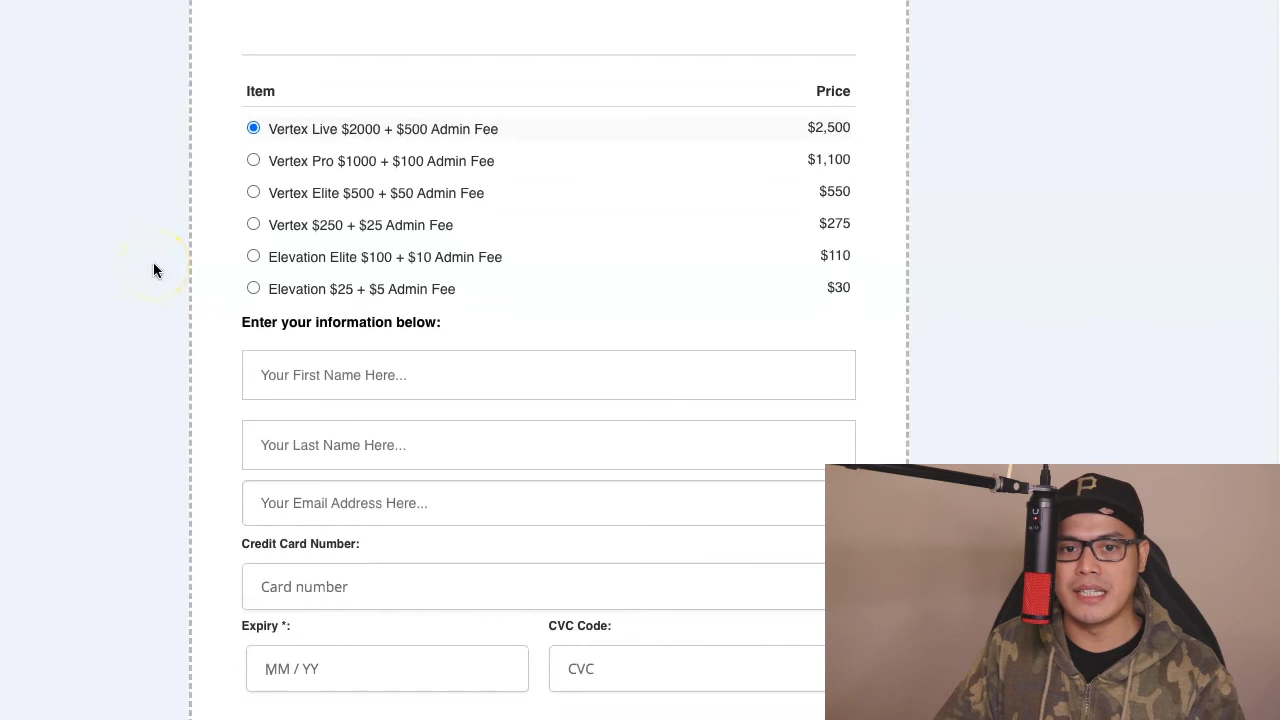 Item Price
Vertex Live $2000 + $500 Admin Fee $2,500
Vertex Pro $1000 + $100 Admin Fee $1,100
Vertex Elite $500 + $50 Admin Fee $550
Vertex $250 + $25 Admin Fee $275
Elevation Elite $100 + $10 Admin Fee $110
Elevation $25 + $5 Admin Fee $30
Enter your information below:
Your First Name Here...
Your Last Name Here...
Your Email Address Here...
Credit Card Number:
Card number
Expiry *: CVC Code:
MM / YY CVC
P